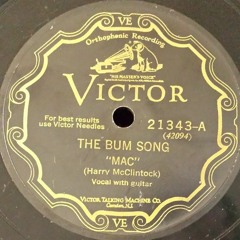 VE
Orthophonic Recording
"HIS MASTER'S VOICE"
VICTOR
For best results
use Victor Needles
21343-A
(42094)
THE BUM SONG
"MAC"
(Harry McClintock)
Vocal with guitar
VICTOR TALKING MACHINE CO.
Camden, N.J.
VE